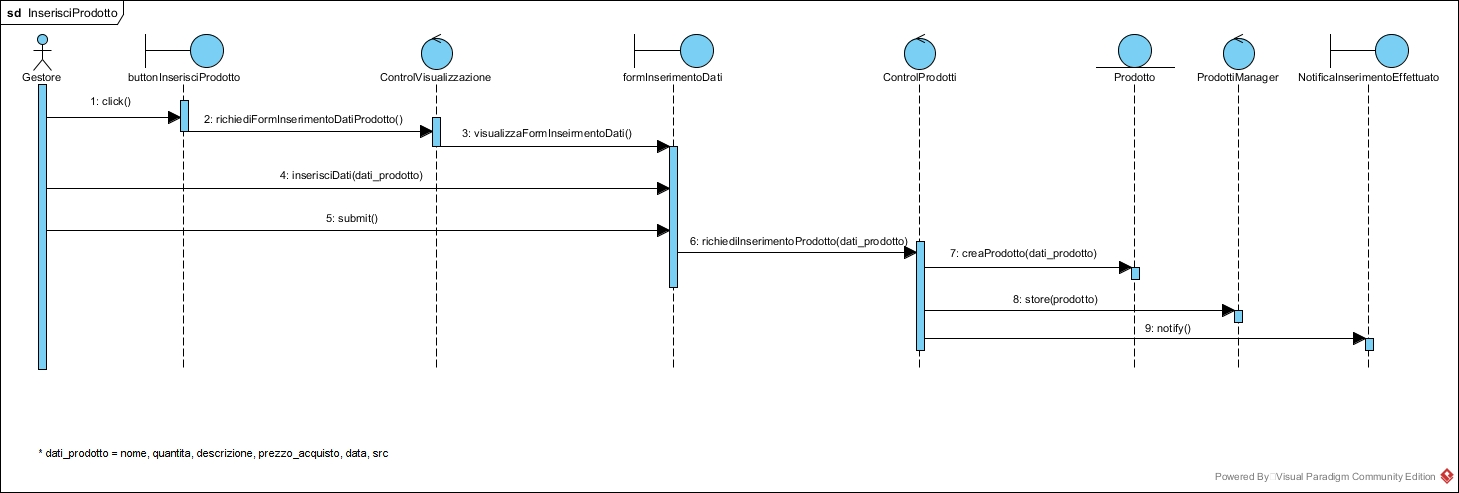 sd InserisciProdotto
Gestore
buttonInserisciProdotto
ControlVisualizzazione
formInserimentoDati
ControlProdotti
Prodotto
ProdottiManager
NotificaInserimentoEffettuato
1: click()
2: richiediFormInserimentoDatiProdotto()
3: visualizzaFormInseirmentoDati()
4: inserisciDati(dati_prodotto)
5: submit()
6: richiediInserimentoProdotto(dati_prodotto)
7: creaProdotto(dati_prodotto)
8: store(prodotto)
9: notify()
* dati_prodotto = nome, quantita, descrizione, prezzo_acquisto, data, src
Powered By Visual Paradigm Community Edition